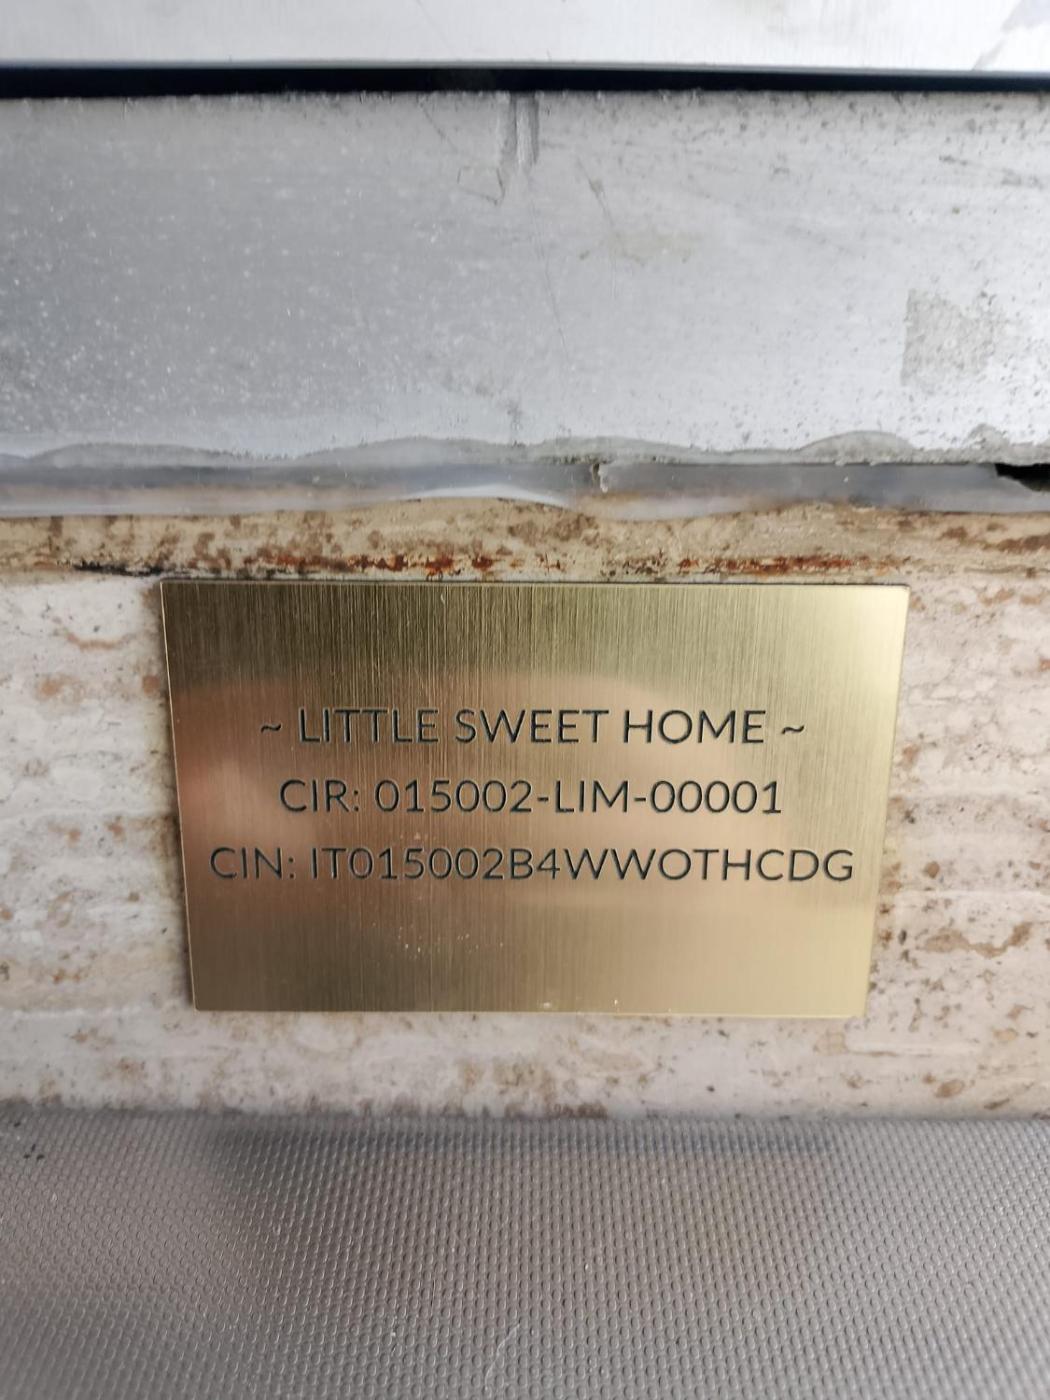 ~ LITTLE SWEET HOME ~
CIR: 015002-LIM-00001
CIN: IT015002B4WWOTHCDG